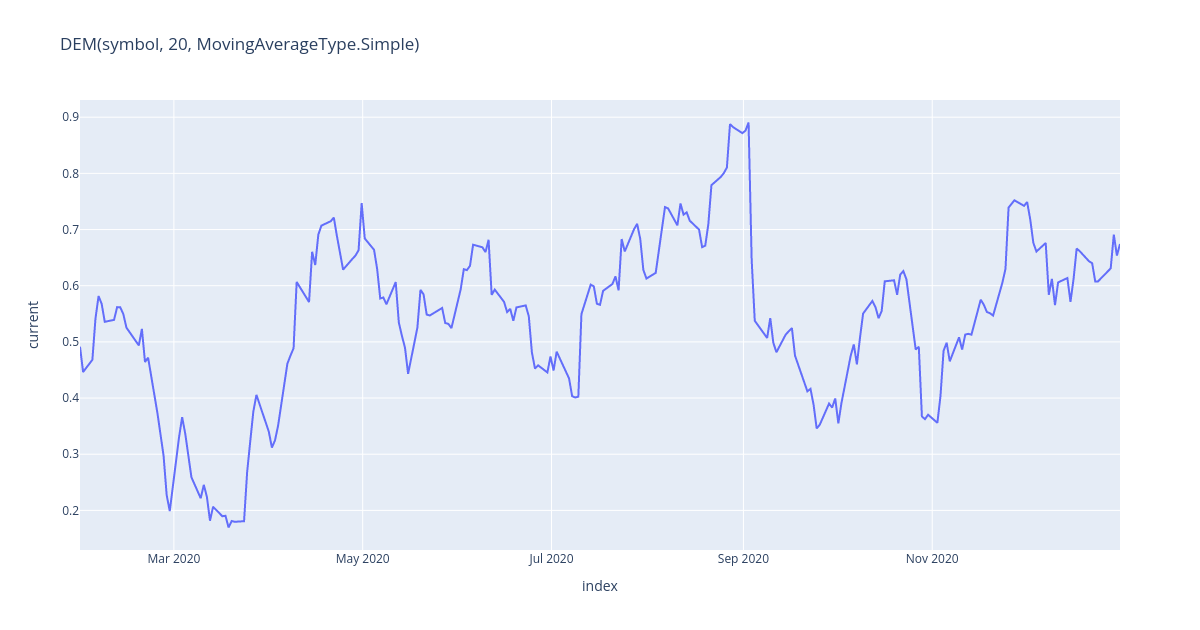 DEM(symbol, 20, MovingAverageType.Simple)
0.9
0.8
0.7
0.6
0.5
0.4
0.3
0.2
current
Mar 2020
May 2020
Jul 2020
Sep 2020
Nov 2020
index